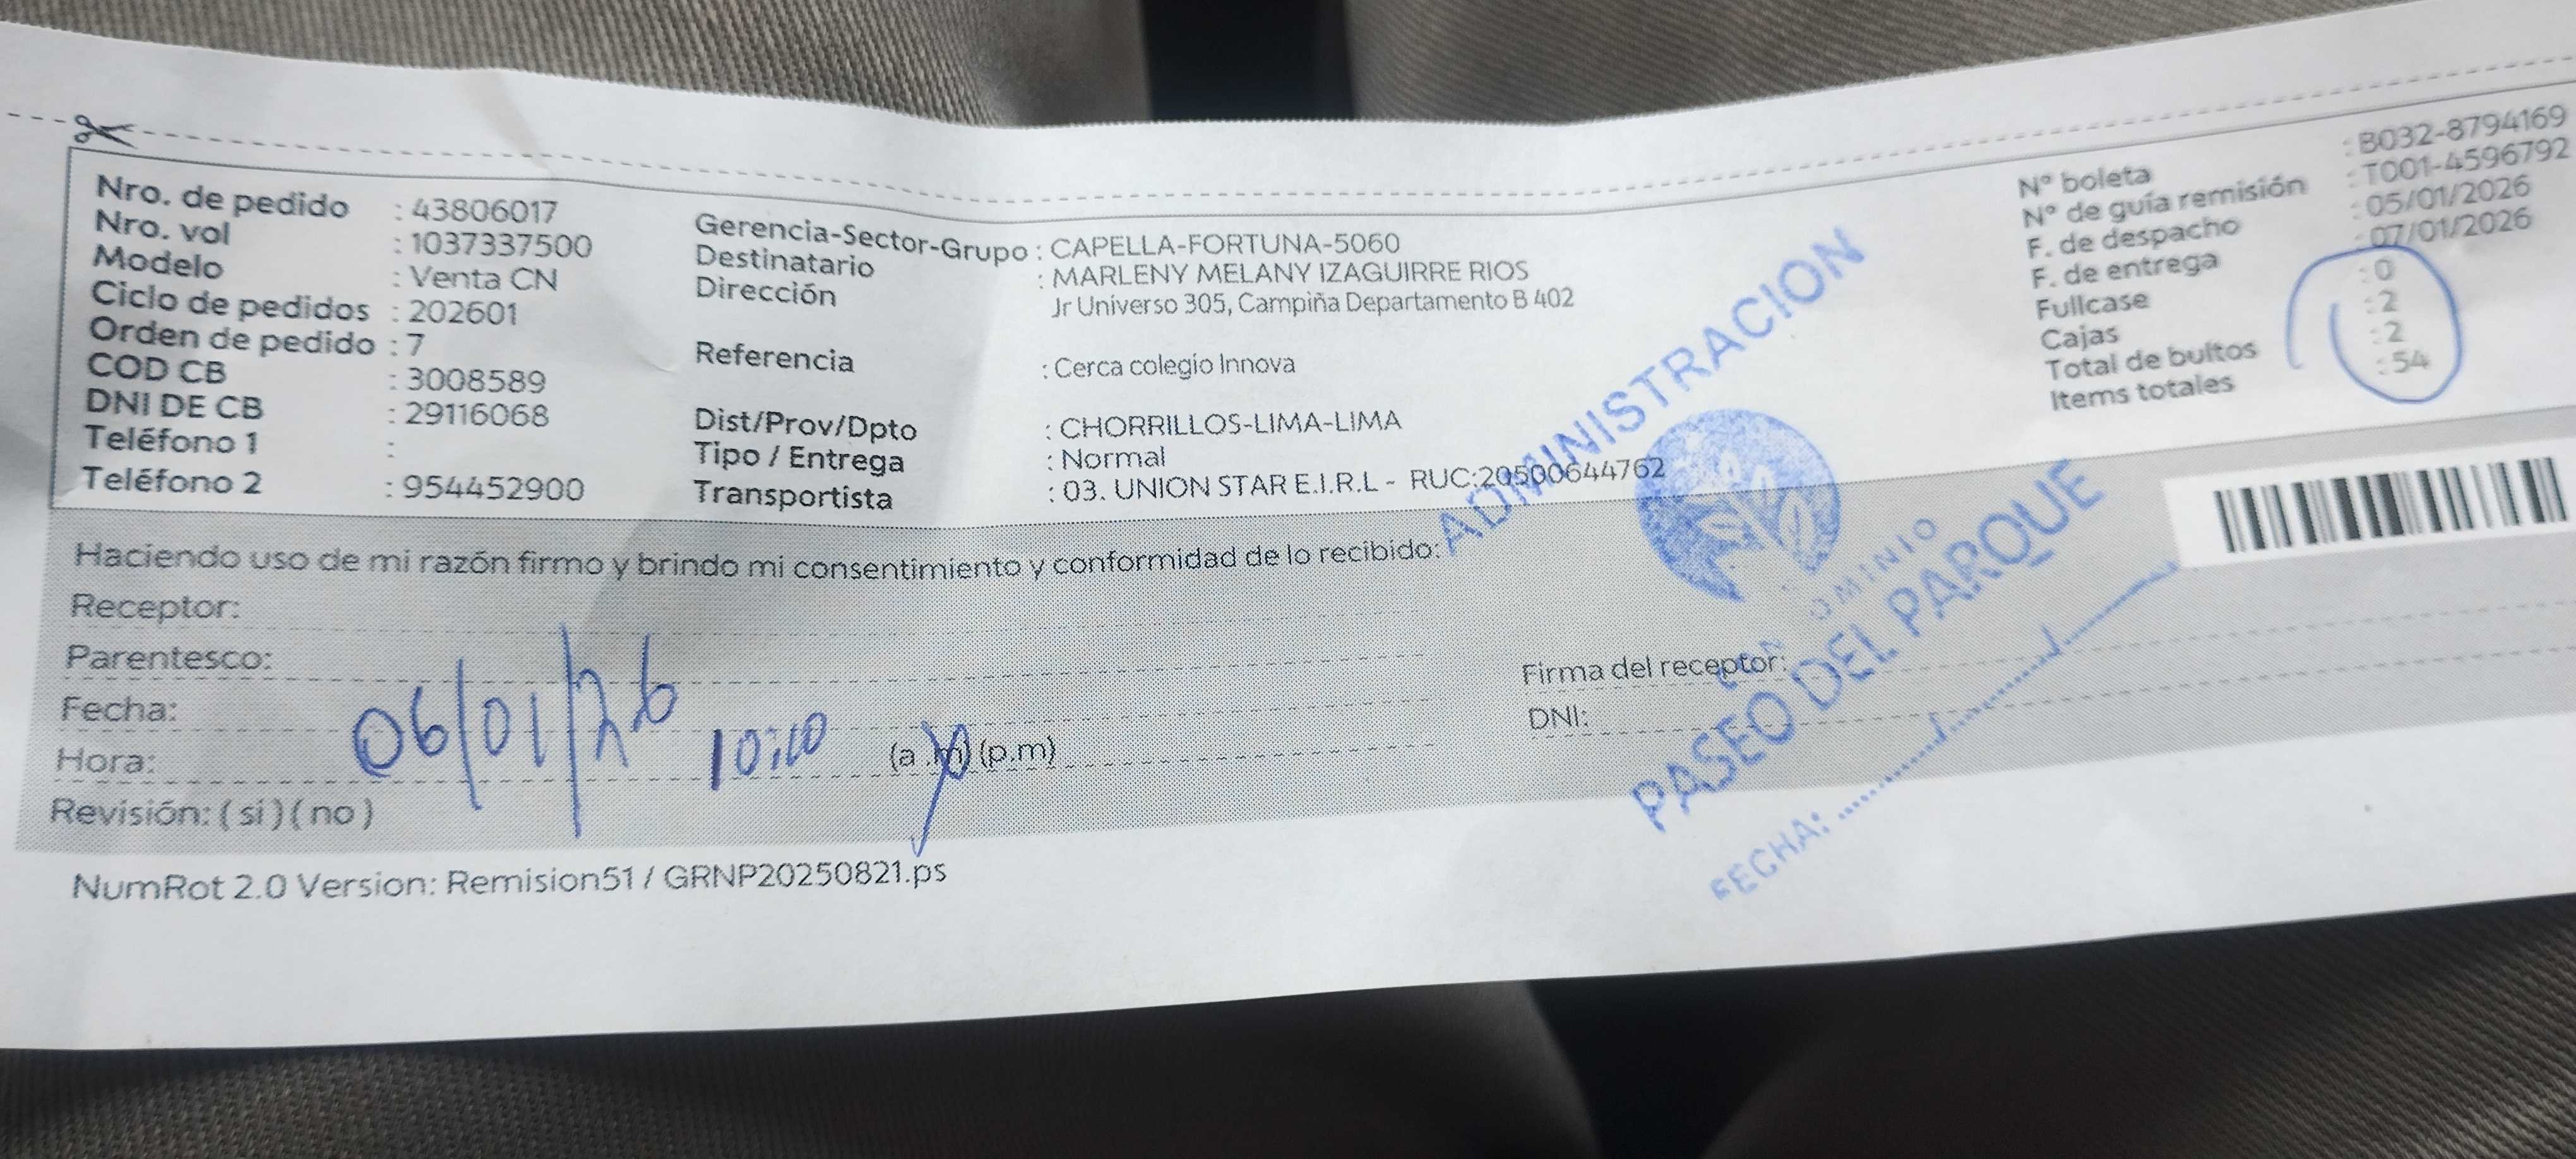 Nro. de pedido : 43806017
Nro. vol : 1037337500
Modelo : Venta CN
Ciclo de pedidos : 202601
Orden de pedido : 7
COD CB : 3008589
DNI DE CB : 29116068
Teléfono 1 :
Teléfono 2 : 954452900
Gerencia-Sector-Grupo : CAPELLA-FORTUNA-5060
Destinatario : MARLENY MELANY IZAGUIRRE RIOS
Dirección Jr Universo 305, Campiña Departamento B 402
Referencia : Cerca colegio Innova
Dist/Prov/Dpto : CHORRILLOS-LIMA-LIMA
Tipo / Entrega : Normal
Transportista : 03. UNION STAR E.I.R.L - RUC:20500644762
N° boleta : B032-8794169
N° de guía remisión : T001-4596792
F. de despacho : 05/01/2026
F. de entrega : 07/01/2026
Fullcase : 0
Cajas : 2
Total de bultos : 2
Items totales : 54
Haciendo uso de mi razón firmo y brindo mi consentimiento y conformidad de lo recibido:
Receptor:
Parentesco:
Fecha: 06/01/26
Hora: 10:10 (a.m) (p.m)
Revisión: ( si ) ( no )
Firma del receptor:
DNI:
ADMINISTRACION
PASEO DEL PARQUE
FECHA: ......../......../........
NumRot 2.0 Version: Remision51 / GRNP20250821.ps